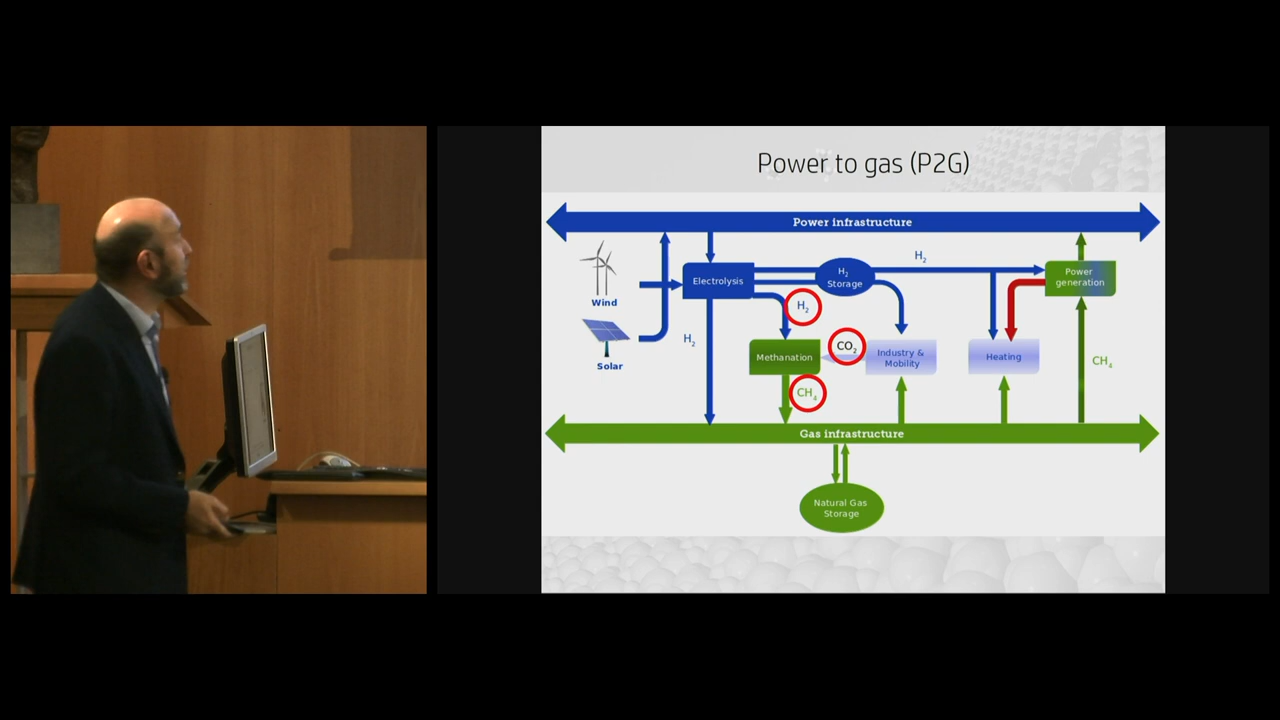 Power to gas (P2G)
Power infrastructure
Wind
Solar
Electrolysis
H2
Storage
H2
Power
generation
H2
H2
CO2
Methanation
Industry &
Mobility
Heating
CH4
CH4
Gas infrastructure
Natural Gas
Storage